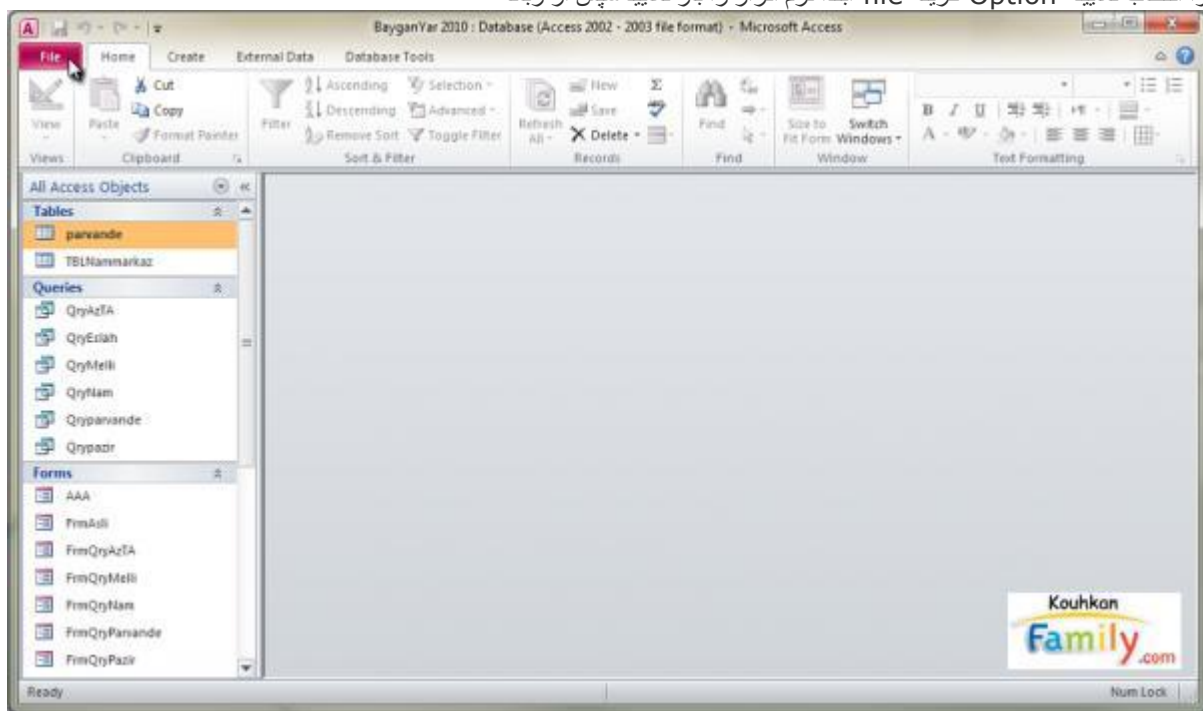 BayganYar 2010 : Database (Access 2002 - 2003 file format) - Microsoft Access
File Home Create External Data Database Tools
View Paste Cut Copy Format Painter
Filter Ascending Descending Remove Sort Selection Advanced Toggle Filter
Refresh All New Save Delete Find Size to Fit Form Switch Windows
Views Clipboard Sort & Filter Records Find Window Text Formatting
All Access Objects
Tables
parvande
TBLNammarkaz
Queries
QryAzTA
QryEslah
QryMelli
QryNam
Qryparvande
Qrypazir
Forms
AAA
FrmAsli
FrmQryAzTA
FrmQryMelli
FrmQryNam
FrmQryParvande
FrmQryPazir
Kouhkan
Family.com
Ready Num Lock